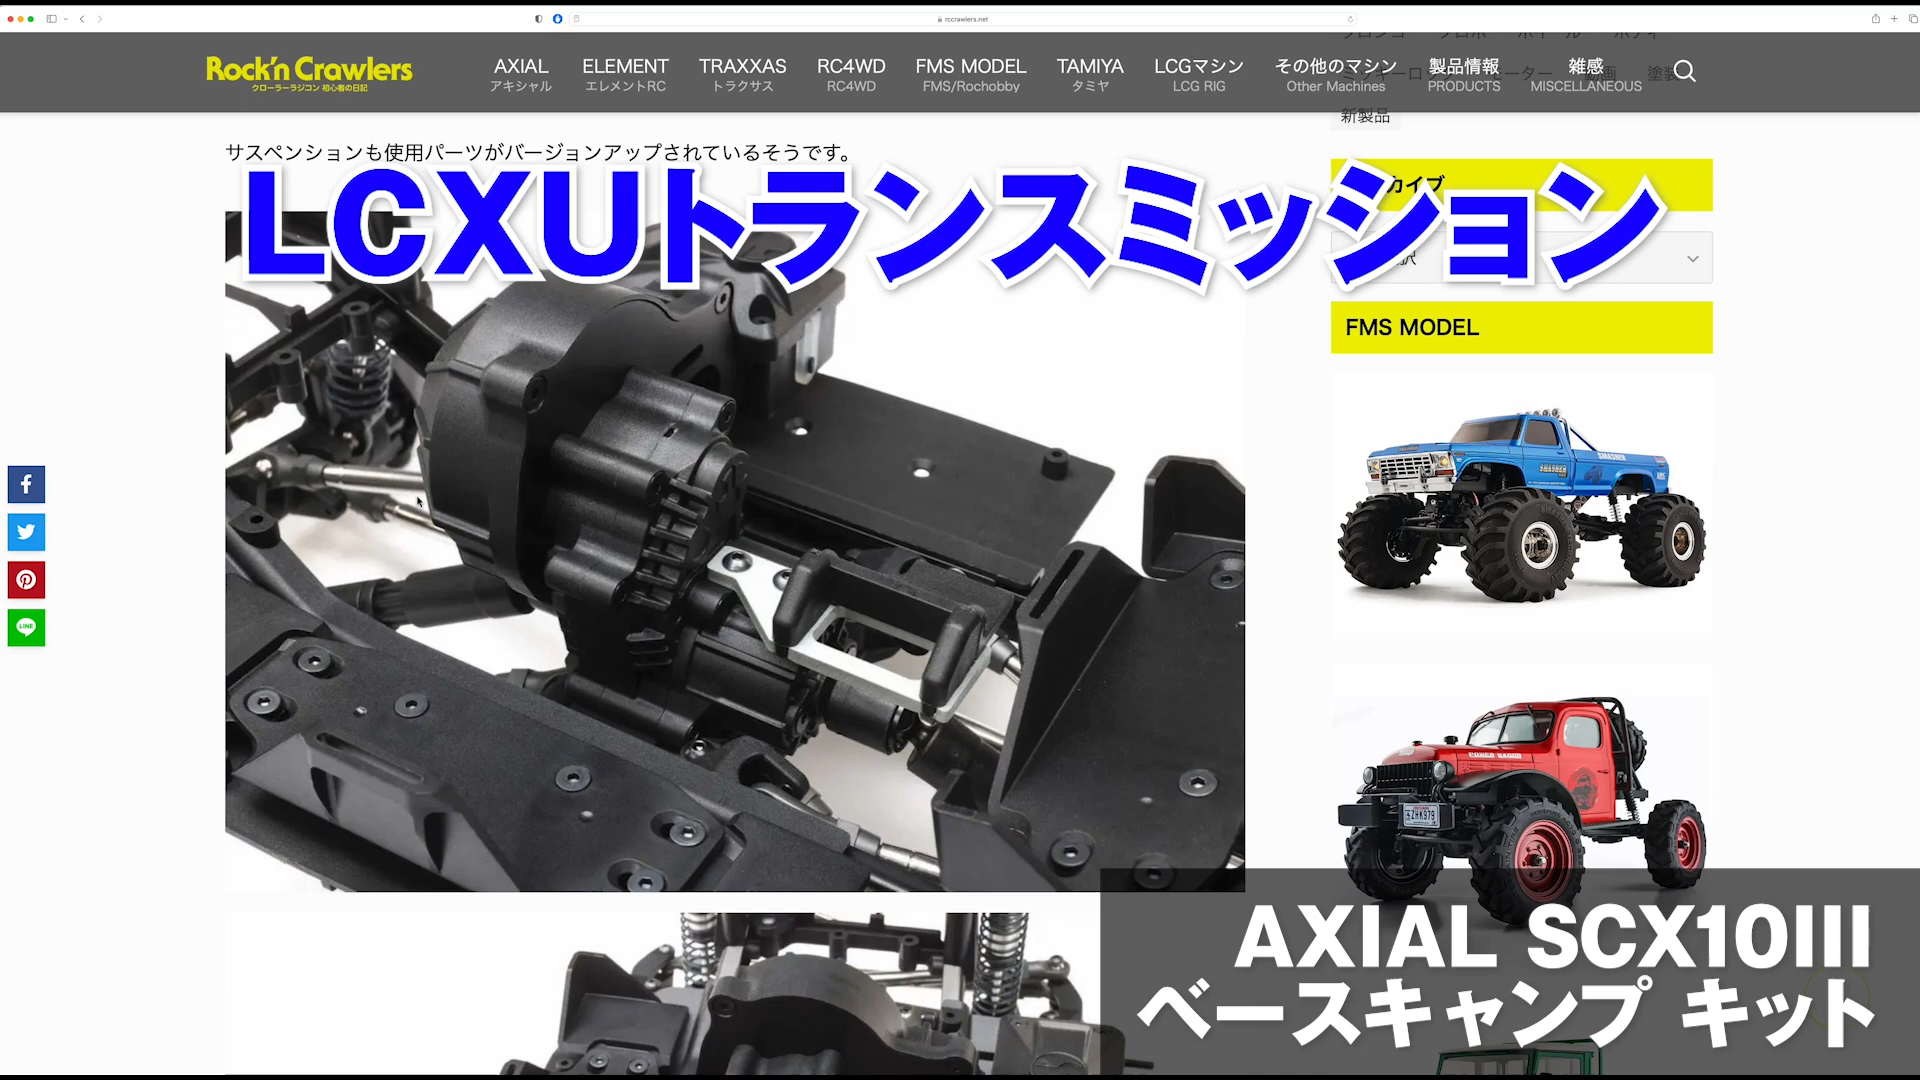 rccrawlers.net
Rock'n Crawlers
クローラーラジコン 初心者の日記
AXIAL
アキシャル
ELEMENT
エレメントRC
TRAXXAS
トラクサス
RC4WD
RC4WD
FMS MODEL
FMS/Rochobby
TAMIYA
タミヤ
LCGマシン
LCG RIG
その他のマシン
Other Machines
製品情報
PRODUCTS
雑感
MISCELLANEOUS
新製品
サスペンションも使用パーツがバージョンアップされているそうです。
LCXUトランスミッション
カイブ
択
FMS MODEL
SMASHER
LINE
AXIAL SCX10III
ベースキャンプ キット